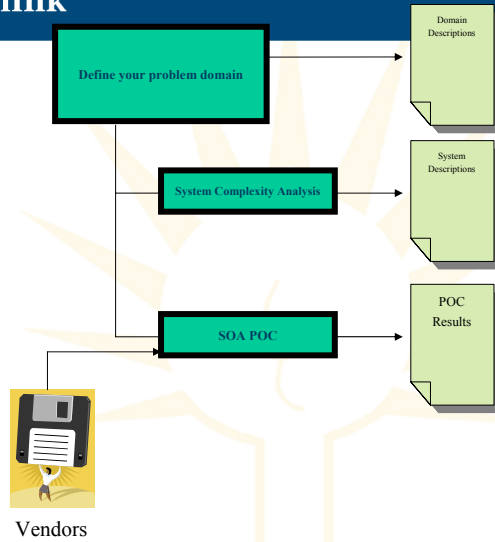 Domain
Descriptions
Define your problem domain
System
Descriptions
System Complexity Analysis
POC
Results
SOA POC
Vendors